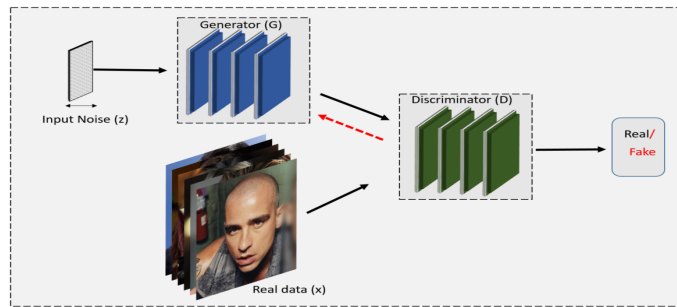 Generator (G)
Input Noise (z)
Discriminator (D)
Real/
Fake
Real data (x)